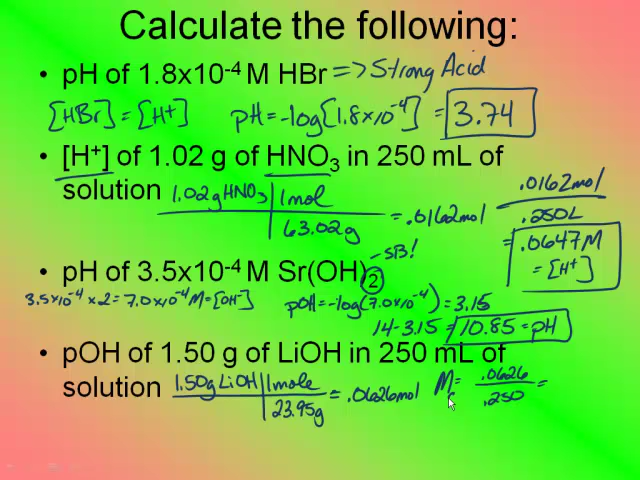 Calculate the following:
• pH of 1.8x10⁻⁴ M HBr => Strong Acid
[HBr] = [H⁺] pH = -log[1.8x10⁻⁴] = 3.74
• [H⁺] of 1.02 g of HNO₃ in 250 mL of
solution 1.02g HNO₃ | 1mol
63.02g
= .0162mol
.0162mol
.250L
= .0647M
= [H⁺]
- SB!
• pH of 3.5x10⁻⁴ M Sr(OH)₂
3.5x10⁻⁴ x 2 = 7.0x10⁻⁴M = [OH⁻] pOH = -log(7.0x10⁻⁴) = 3.15
14-3.15 = 10.85 = pH
• pOH of 1.50 g of LiOH in 250 mL of
solution 1.50g LiOH | 1mole
23.95g
= .0626mol
M = .0626
.250
=